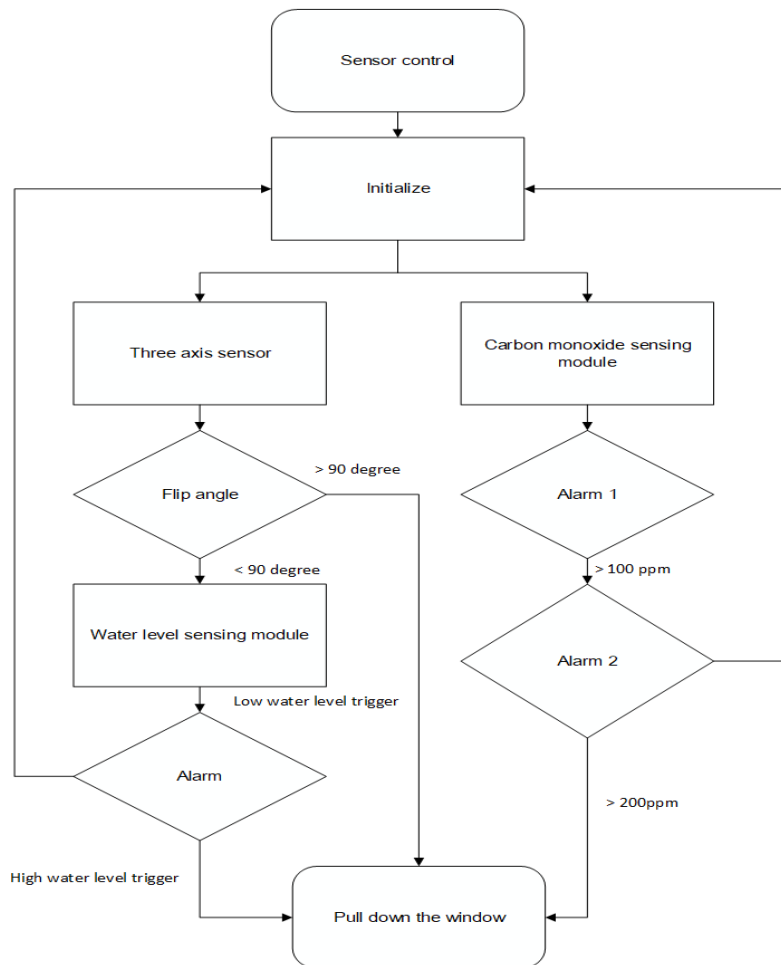 Sensor control
Initialize
Three axis sensor
Carbon monoxide sensing
module
> 90 degree
Flip angle
Alarm 1
< 90 degree
> 100 ppm
Water level sensing module
Alarm 2
Low water level trigger
Alarm
> 200ppm
High water level trigger
Pull down the window